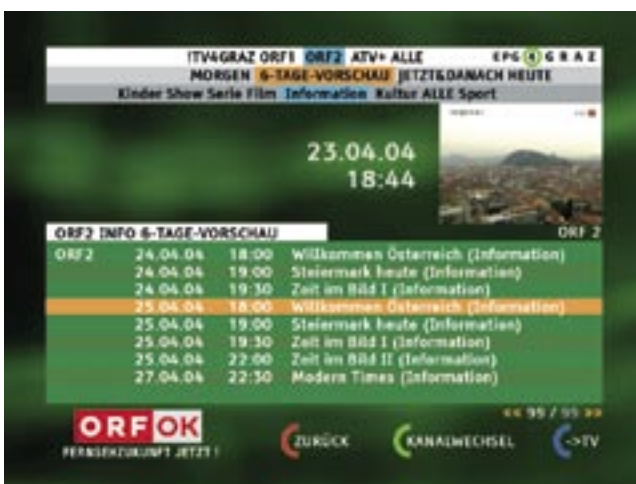 !TV4GRAZ ORF1 ORF2 ATV+ ALLE EPG 4 GRAZ
MORGEN 6-TAGE-VORSCHAU JETZT&DANACH HEUTE
Kinder Show Serie Film Information Kultur ALLE Sport
23.04.04
18:44
ORF2 INFO 6-TAGE-VORSCHAU ORF 2
ORF2 24.04.04 18:00 Willkommen Österreich (Information)
24.04.04 19:00 Steiermark heute (Information)
24.04.04 19:30 Zeit im Bild I (Information)
25.04.04 18:00 Willkommen Österreich (Information)
25.04.04 19:00 Steiermark heute (Information)
25.04.04 19:30 Zeit im Bild I (Information)
25.04.04 22:00 Zeit im Bild II (Information)
27.04.04 22:30 Modern Times (Information)
<< 99 / 99 >>
ORF OK
FERNSEHZUKUNFT JETZT !
ZURÜCK KANALWECHSEL ->TV